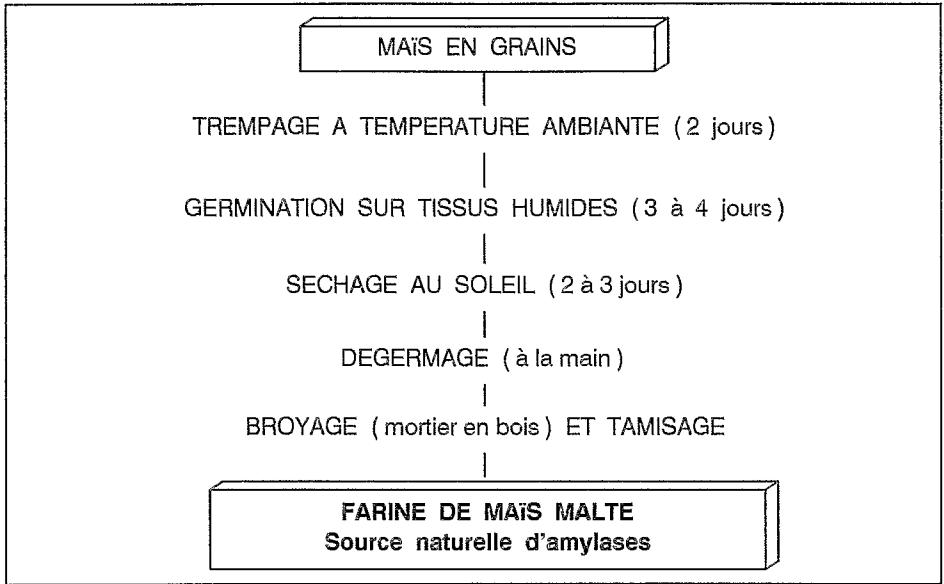 MAïS EN GRAINS
TREMPAGE A TEMPERATURE AMBIANTE (2 jours)
GERMINATION SUR TISSUS HUMIDES (3 à 4 jours)
SECHAGE AU SOLEIL (2 à 3 jours)
DEGERMAGE (à la main)
BROYAGE (mortier en bois) ET TAMISAGE
FARINE DE MAïS MALTE
Source naturelle d'amylases